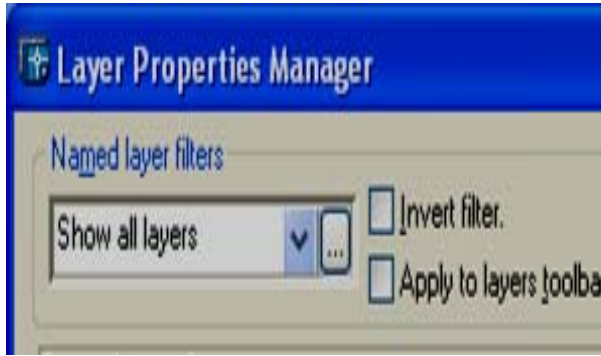 Layer Properties Manager
Named layer filters
Show all layers
...
Invert filter.
Apply to layers toolba